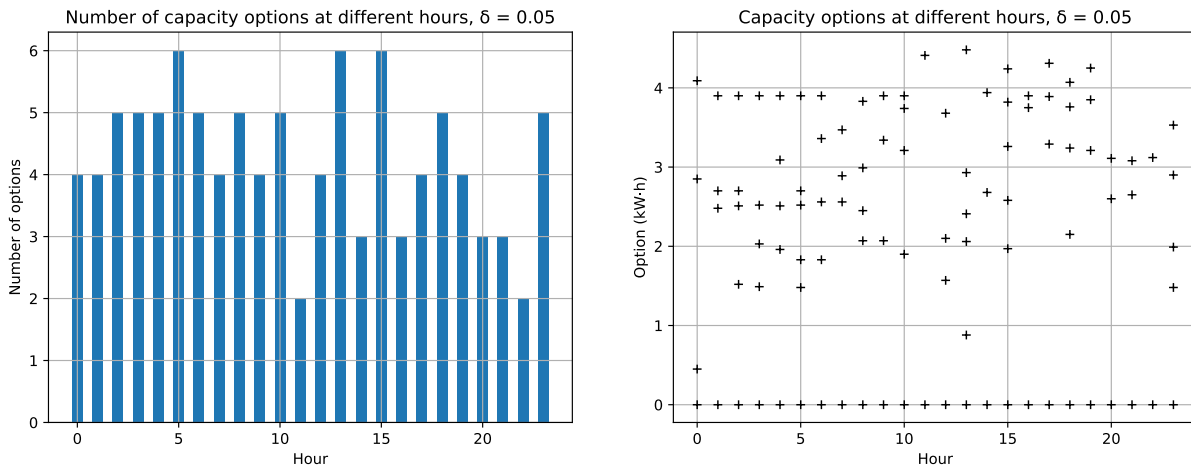 Number of capacity options at different hours, δ = 0.05
6
5
4
3
2
1
0
Number of options
0 5 10 15 20
Hour
Capacity options at different hours, δ = 0.05
4
3
2
1
0
Option (kW·h)
0 5 10 15 20
Hour